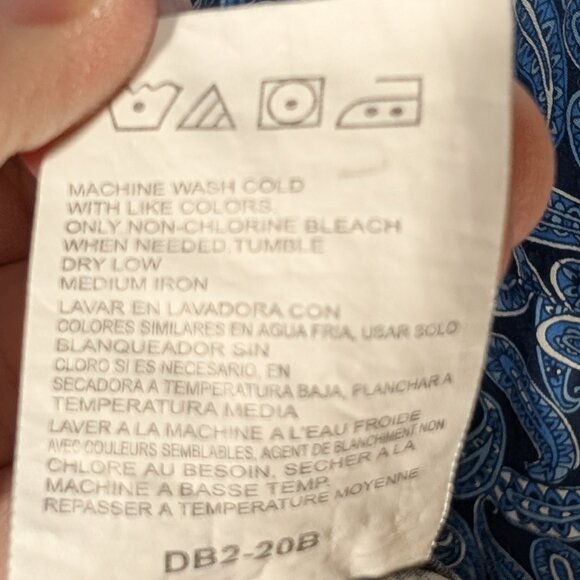 MACHINE WASH COLD
WITH LIKE COLORS.
ONLY NON-CHLORINE BLEACH
WHEN NEEDED.TUMBLE
DRY LOW
MEDIUM IRON
LAVAR EN LAVADORA CON
COLORES SIMILARES EN AGUA FRIA, USAR SOLO
BLANQUEADOR SIN
CLORO SI ES NECESARIO, EN
SECADORA A TEMPERATURA BAJA, PLANCHAR A
TEMPERATURA MEDIA
LAVER A LA MACHINE A L'EAU FROIDE
AVEC COULEURS SEMBLABLES, AGENT DE BLANCHIMENT NON
CHLORE AU BESOIN. SECHER A LA
MACHINE A BASSE TEMP.
REPASSER A TEMPERATURE MOYENNE
DB2-20B